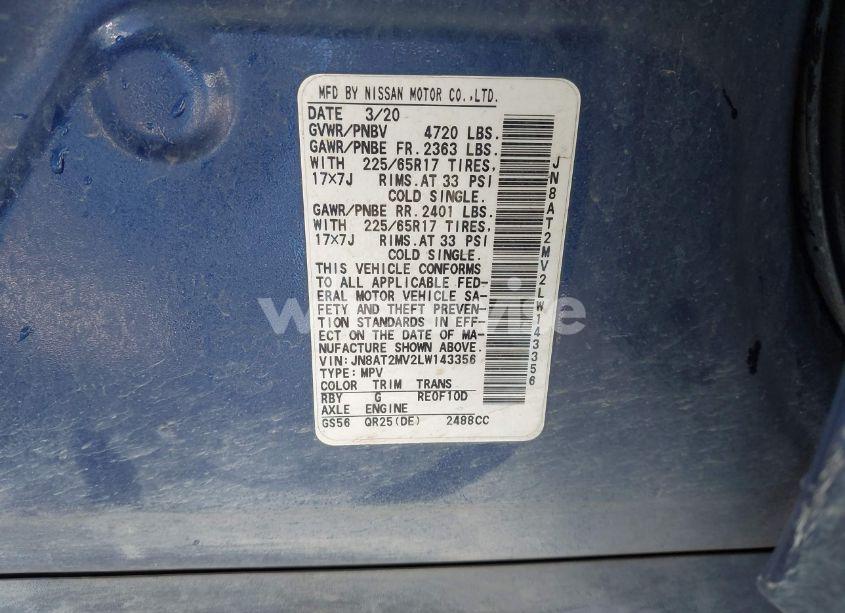 MFD BY NISSAN MOTOR CO.,LTD.
DATE 3/20
GVWR/PNBV 4720 LBS.
GAWR/PNBE FR. 2363 LBS.
WITH 225/65R17 TIRES,
17×7J RIMS.AT 33 PSI
COLD SINGLE.
GAWR/PNBE RR. 2401 LBS.
WITH 225/65R17 TIRES,
17×7J RIMS.AT 33 PSI
COLD SINGLE.
THIS VEHICLE CONFORMS
TO ALL APPLICABLE FED-
ERAL MOTOR VEHICLE SA-
FETY AND THEFT PREVEN-
TION STANDARDS IN EFF-
ECT ON THE DATE OF MA-
NUFACTURE SHOWN ABOVE.
VIN:JN8AT2MV2LW143356
TYPE:MPV
COLOR TRIM TRANS
RBY G RE0F10D
AXLE ENGINE
GS56 QR25(DE) 2488CC
JN8AT2MV2LW143356